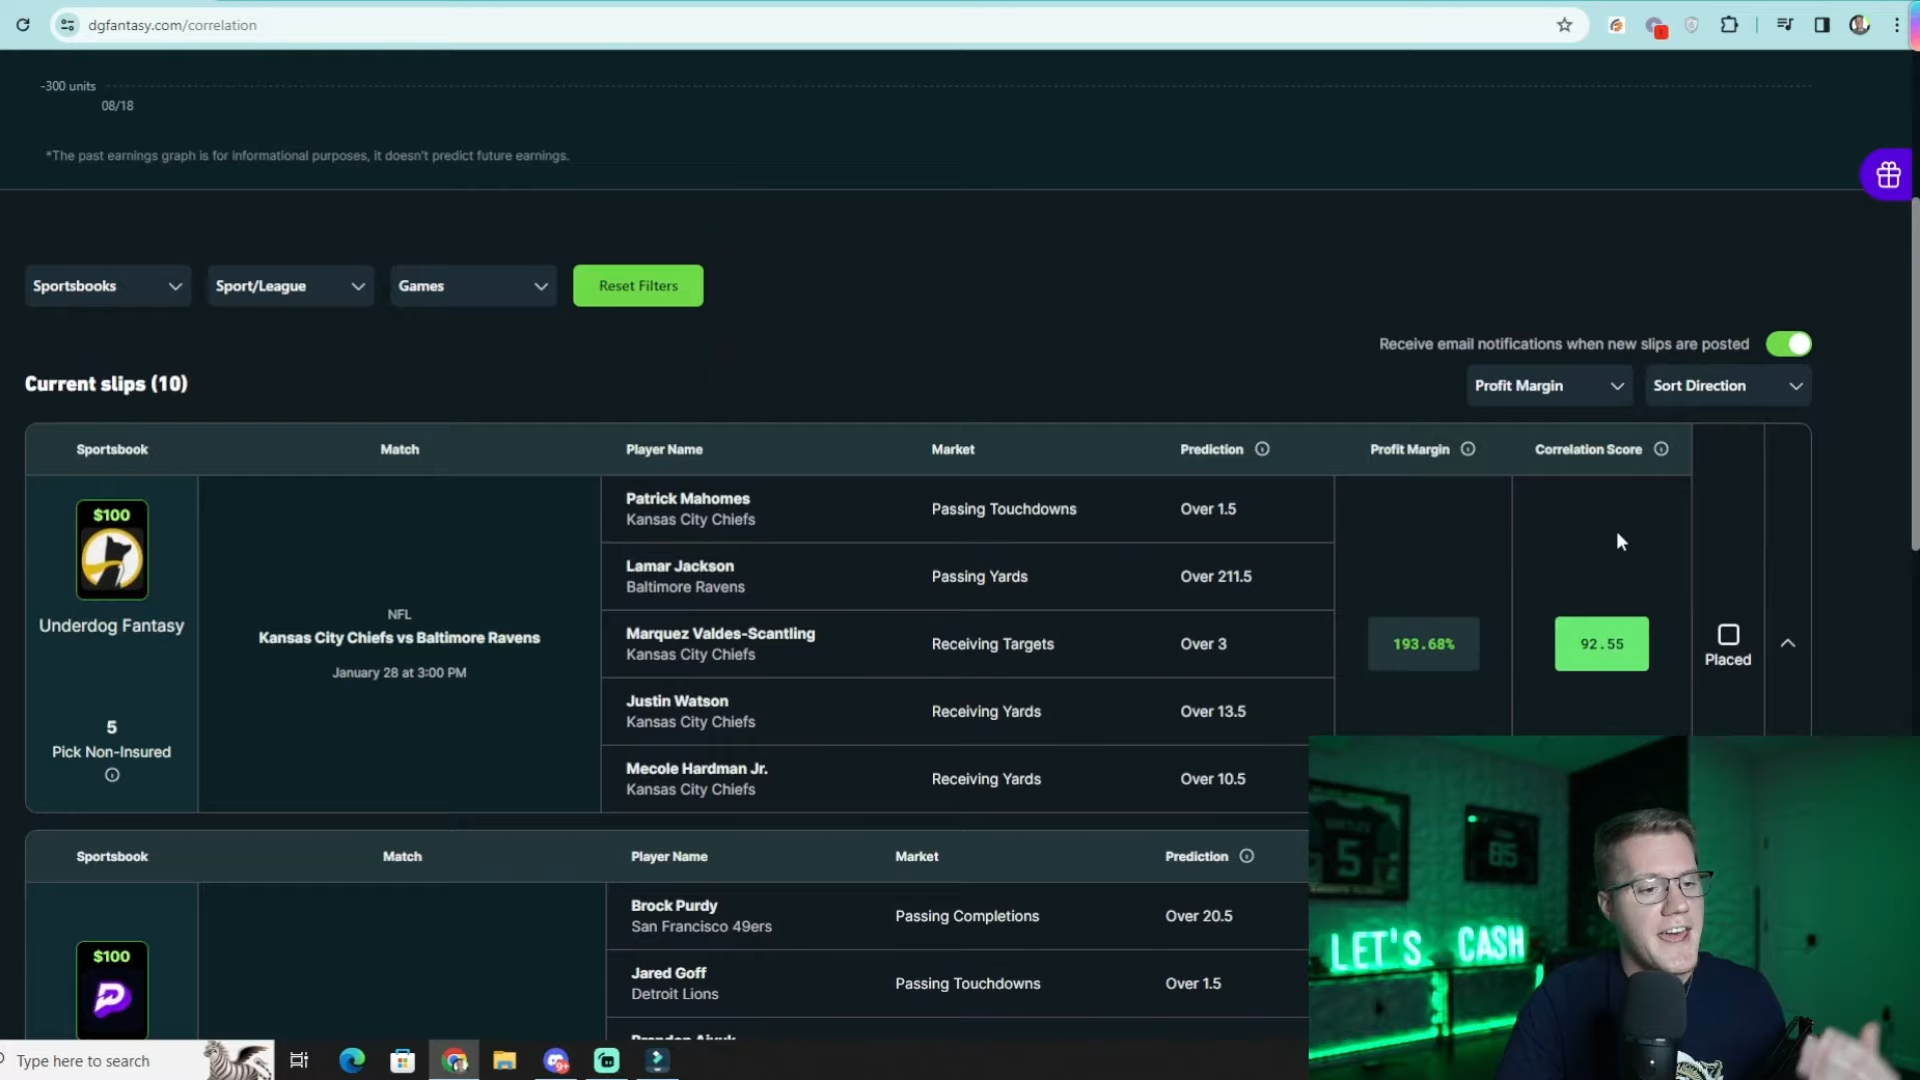 dgfantasy.com/correlation
-300 units
08/18
*The past earnings graph is for informational purposes, it doesn't predict future earnings.
Sportsbooks
Sport/League
Games
Reset Filters
Receive email notifications when new slips are posted
Current slips (10)
Profit Margin
Sort Direction
Sportsbook
Match
Player Name
Market
Prediction
Profit Margin
Correlation Score
$100
Underdog Fantasy
5
Pick Non-Insured
NFL
Kansas City Chiefs vs Baltimore Ravens
January 28 at 3:00 PM
Patrick Mahomes
Kansas City Chiefs
Passing Touchdowns
Over 1.5
Lamar Jackson
Baltimore Ravens
Passing Yards
Over 211.5
Marquez Valdes-Scantling
Kansas City Chiefs
Receiving Targets
Over 3
Justin Watson
Kansas City Chiefs
Receiving Yards
Over 13.5
Mecole Hardman Jr.
Kansas City Chiefs
Receiving Yards
Over 10.5
193.68%
92.55
Placed
Sportsbook
Match
Player Name
Market
Prediction
$100
Brock Purdy
San Francisco 49ers
Passing Completions
Over 20.5
Jared Goff
Detroit Lions
Passing Touchdowns
Over 1.5
5
85
LET'S CASH
Type here to search